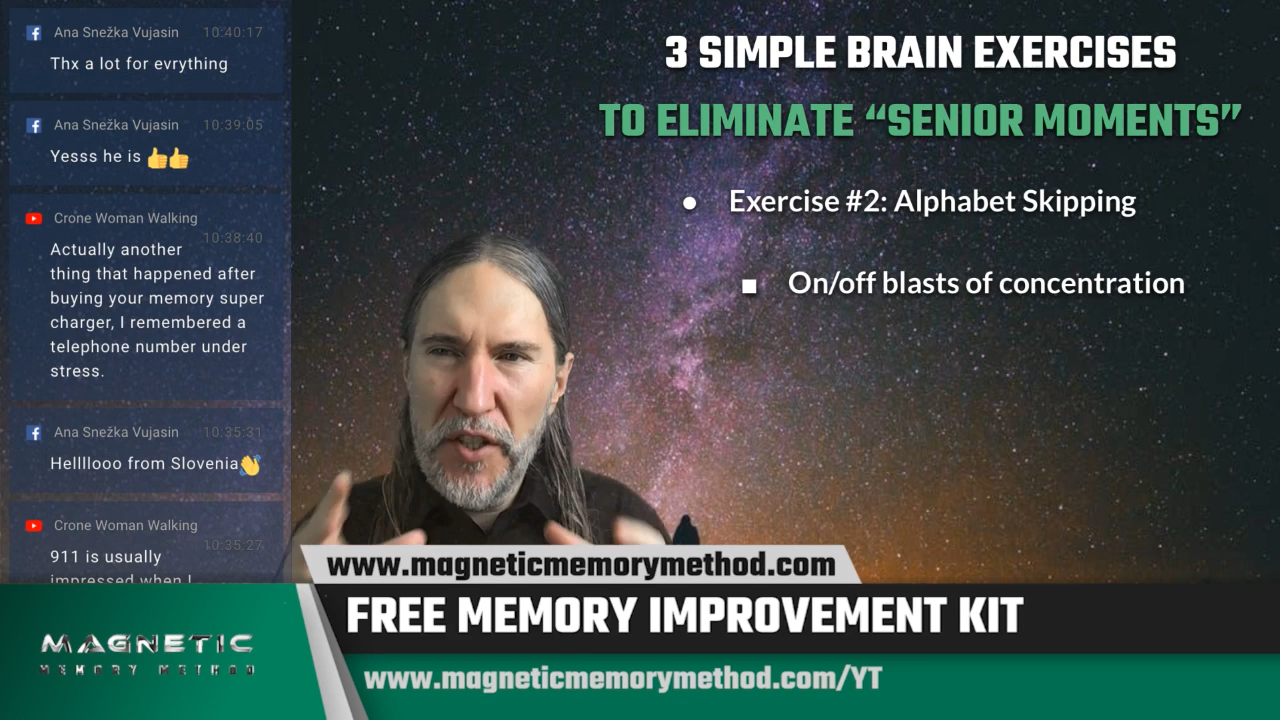 Ana Snežka Vujasin 10:40:17
Thx a lot for evrything
Ana Snežka Vujasin 10:39:05
Yesss he is 👍👍
Crone Woman Walking
10:38:40
Actually another
thing that happened after
buying your memory super
charger, I remembered a
telephone number under
stress.
Ana Snežka Vujasin 10:35:31
Hellllooo from Slovenia👋
Crone Woman Walking
10:35:27
911 is usually
impressed when I
3 SIMPLE BRAIN EXERCISES
TO ELIMINATE “SENIOR MOMENTS”
● Exercise #2: Alphabet Skipping
■ On/off blasts of concentration
www.magneticmemorymethod.com
FREE MEMORY IMPROVEMENT KIT
www.magneticmemorymethod.com/YT
MAGNETIC
MEMORY METHOD